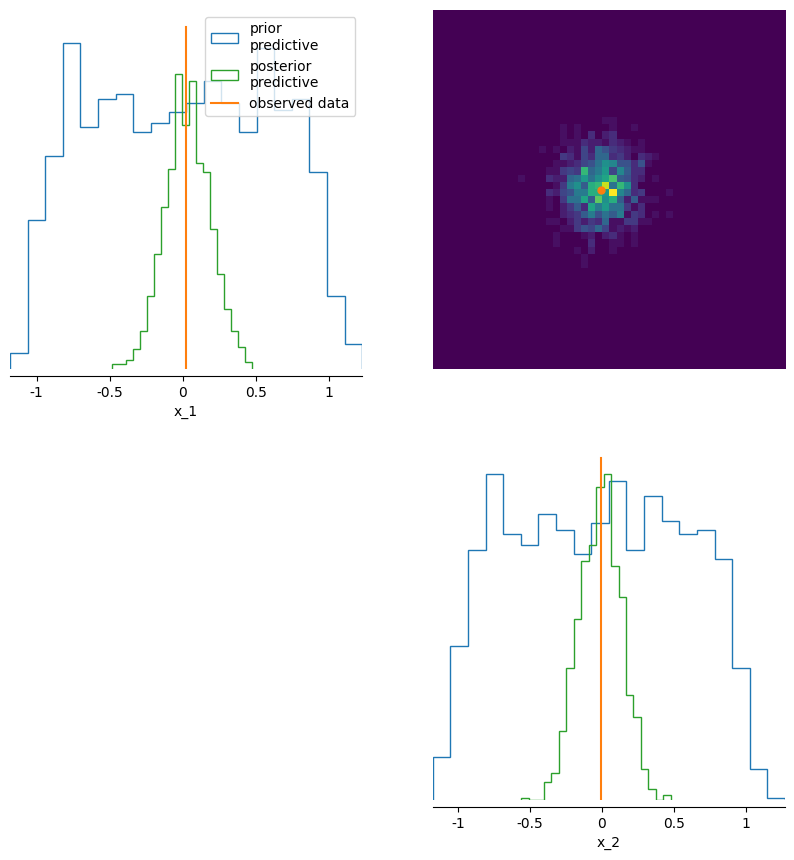 prior
predictive
posterior
predictive
observed data
-1 -0.5 0 0.5 1
x_1
-1 -0.5 0 0.5 1
x_2